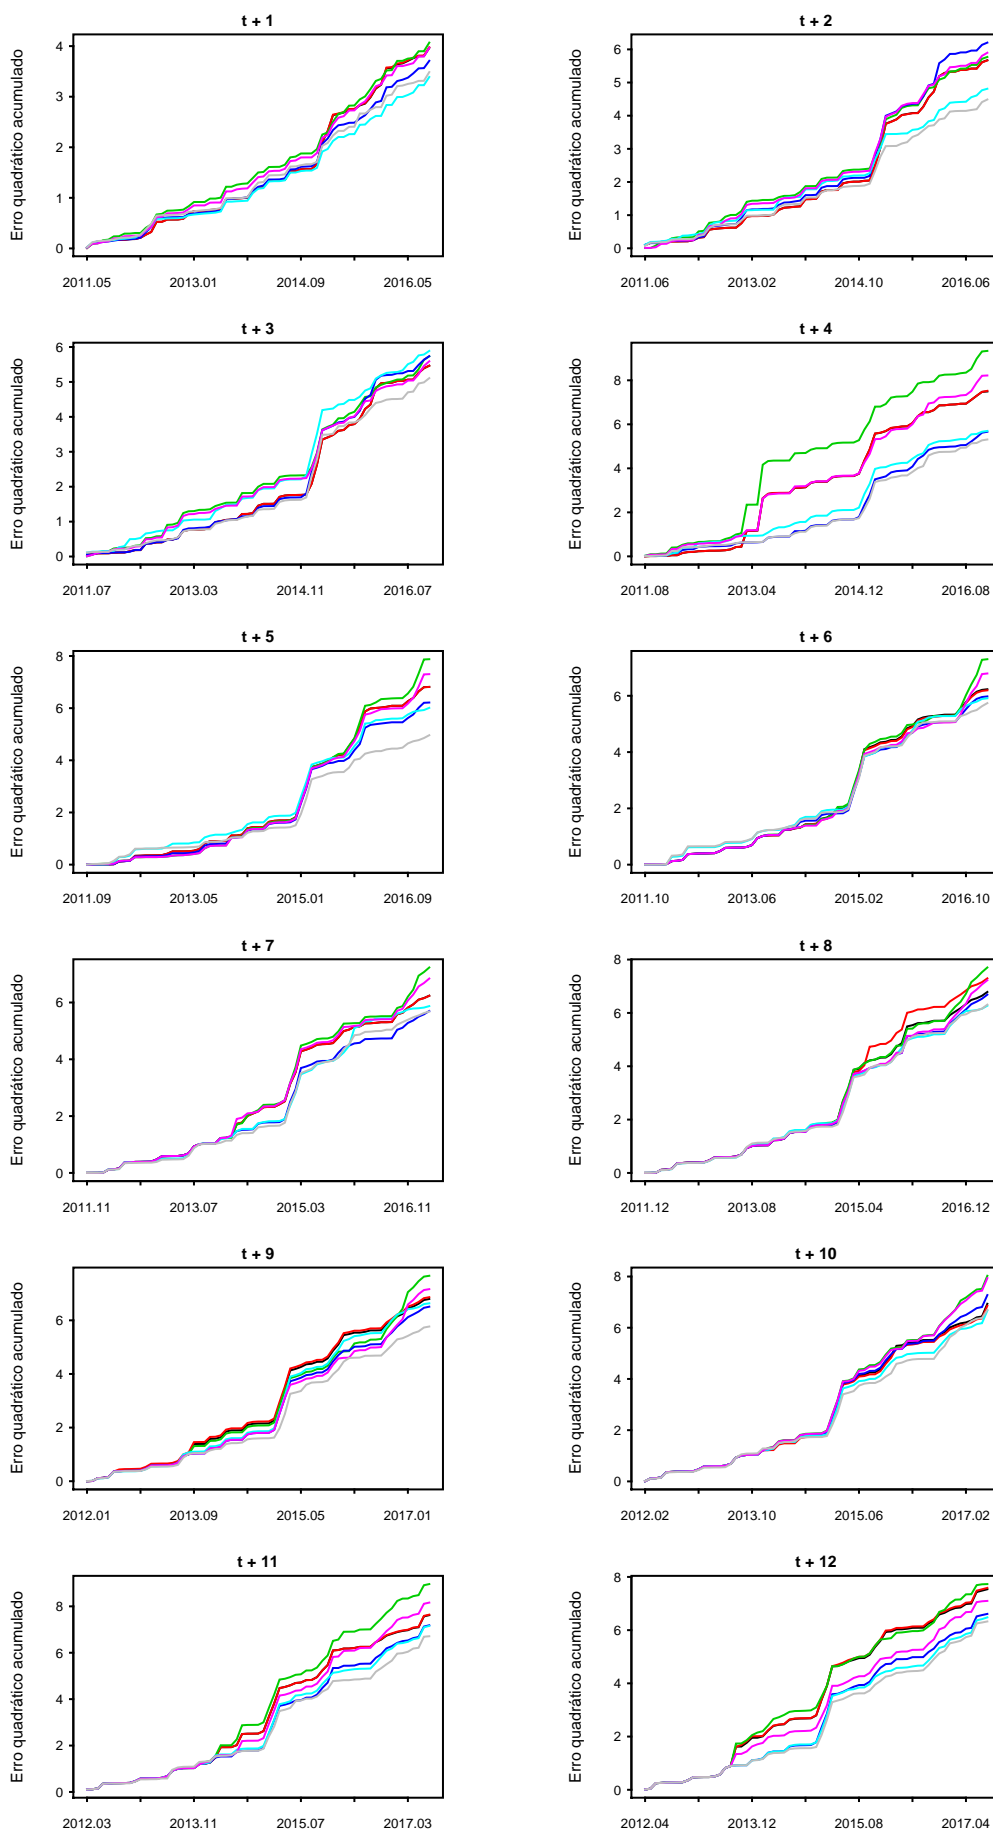 t + 1
Erro quadrático acumulado
4
3
2
1
0
2011.05 2013.01 2014.09 2016.05
t + 2
Erro quadrático acumulado
6
5
4
3
2
1
0
2011.06 2013.02 2014.10 2016.06
t + 3
Erro quadrático acumulado
6
5
4
3
2
1
0
2011.07 2013.03 2014.11 2016.07
t + 4
Erro quadrático acumulado
8
6
4
2
0
2011.08 2013.04 2014.12 2016.08
t + 5
Erro quadrático acumulado
8
6
4
2
0
2011.09 2013.05 2015.01 2016.09
t + 6
Erro quadrático acumulado
6
4
2
0
2011.10 2013.06 2015.02 2016.10
t + 7
Erro quadrático acumulado
6
4
2
0
2011.11 2013.07 2015.03 2016.11
t + 8
Erro quadrático acumulado
8
6
4
2
0
2011.12 2013.08 2015.04 2016.12
t + 9
Erro quadrático acumulado
6
4
2
0
2012.01 2013.09 2015.05 2017.01
t + 10
Erro quadrático acumulado
8
6
4
2
0
2012.02 2013.10 2015.06 2017.02
t + 11
Erro quadrático acumulado
8
6
4
2
0
2012.03 2013.11 2015.07 2017.03
t + 12
Erro quadrático acumulado
8
6
4
2
0
2012.04 2013.12 2015.08 2017.04